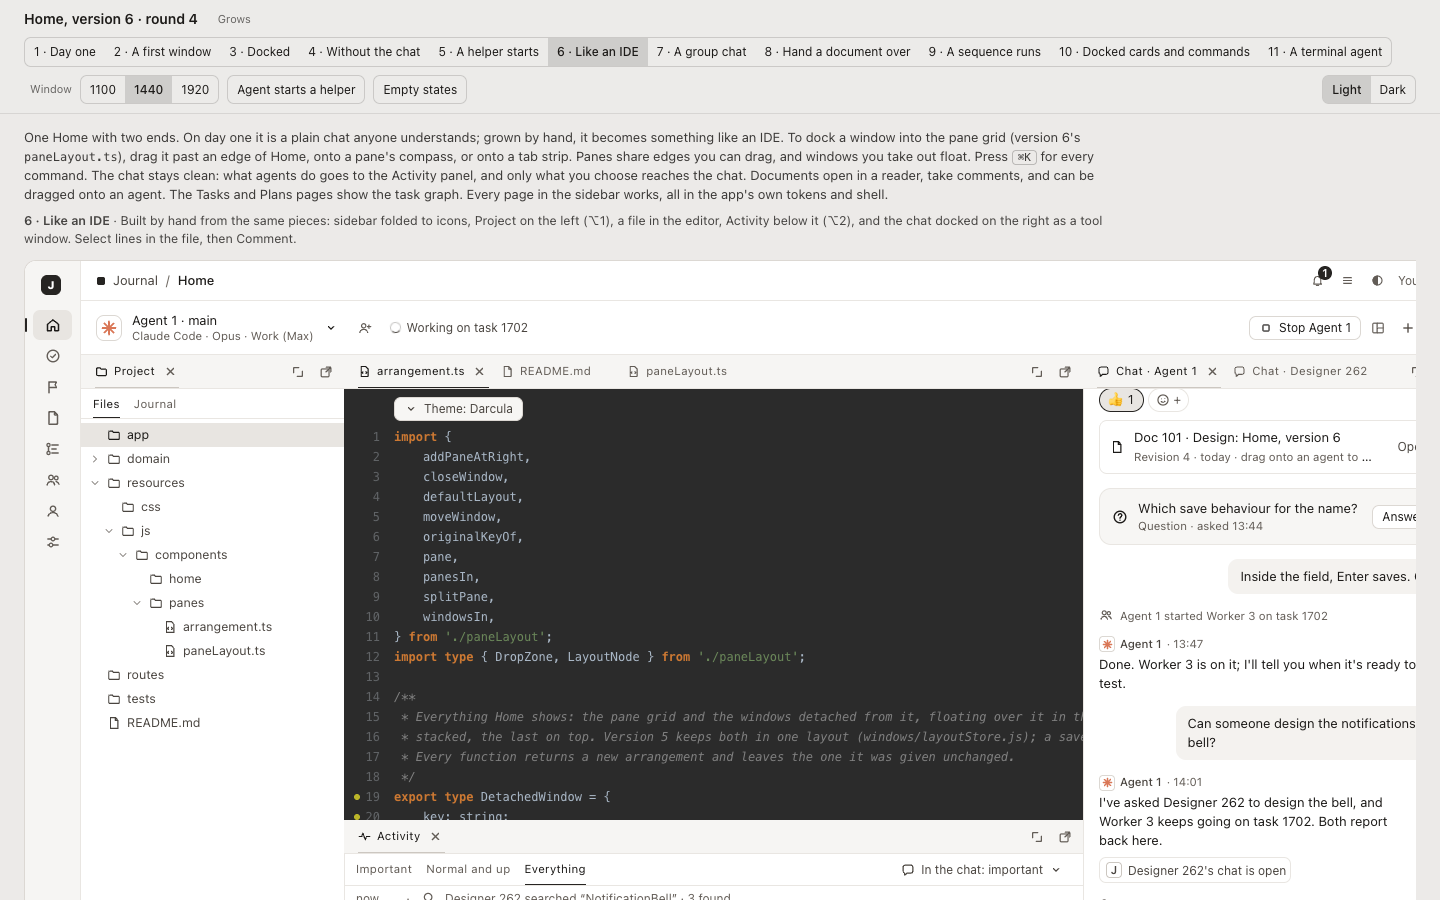 Home, version 6 · round 4 Grows
1 · Day one 2 · A first window 3 · Docked 4 · Without the chat 5 · A helper starts 6 · Like an IDE 7 · A group chat 8 · Hand a document over 9 · A sequence runs 10 · Docked cards and commands 11 · A terminal agent
Window 1100 1440 1920 Agent starts a helper Empty states Light Dark
One Home with two ends. On day one it is a plain chat anyone understands; grown by hand, it becomes something like an IDE. To dock a window into the pane grid (version 6's
paneLayout.ts), drag it past an edge of Home, onto a pane's compass, or onto a tab strip. Panes share edges you can drag, and windows you take out float. Press ⌘K for every
command. The chat stays clean: what agents do goes to the Activity panel, and only what you choose reaches the chat. Documents open in a reader, take comments, and can be
dragged onto an agent. The Tasks and Plans pages show the task graph. Every page in the sidebar works, all in the app's own tokens and shell.
6 · Like an IDE · Built by hand from the same pieces: sidebar folded to icons, Project on the left (⌥1), a file in the editor, Activity below it (⌥2), and the chat docked on the right as a tool
window. Select lines in the file, then Comment.
J
Journal / Home
1
You
Agent 1 · main
Claude Code · Opus · Work (Max)
Working on task 1702
Stop Agent 1
Project
Files Journal
app
domain
resources
css
js
components
home
panes
arrangement.ts
paneLayout.ts
routes
tests
README.md
arrangement.ts README.md paneLayout.ts
Theme: Darcula
1 import {
2 addPaneAtRight,
3 closeWindow,
4 defaultLayout,
5 moveWindow,
6 originalKeyOf,
7 pane,
8 panesIn,
9 splitPane,
10 windowsIn,
11 } from './paneLayout';
12 import type { DropZone, LayoutNode } from './paneLayout';
13
14 /**
15 * Everything Home shows: the pane grid and the windows detached from it, floating over it in th
16 * stacked, the last on top. Version 5 keeps both in one layout (windows/layoutStore.js); a save
17 * Every function returns a new arrangement and leaves the one it was given unchanged.
18 */
19 export type DetachedWindow = {
20 key: string;
Activity
Important Normal and up Everything In the chat: important
now Designer 262 searched “NotificationBell” · 3 found
Chat · Agent 1 Chat · Designer 262
👍 1
+
Doc 101 · Design: Home, version 6
Revision 4 · today · drag onto an agent to ...
Ope
Which save behaviour for the name?
Question · asked 13:44
Answe
Inside the field, Enter saves.
Agent 1 started Worker 3 on task 1702
Agent 1 · 13:47
Done. Worker 3 is on it; I'll tell you when it's ready to
test.
Can someone design the notifications
bell?
Agent 1 · 14:01
I've asked Designer 262 to design the bell, and
Worker 3 keeps going on task 1702. Both report
back here.
J Designer 262's chat is open